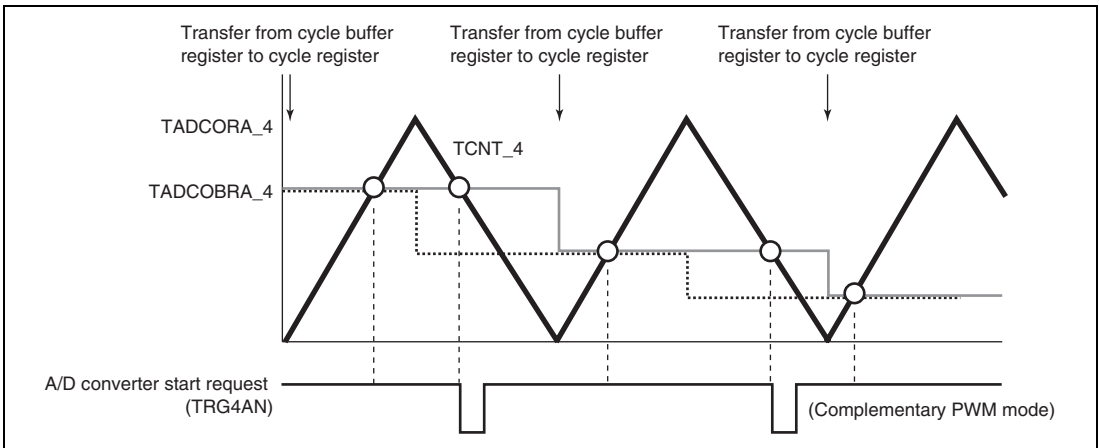 Transfer from cycle buffer
register to cycle register
Transfer from cycle buffer
register to cycle register
Transfer from cycle buffer
register to cycle register
TADCORA_4
TCNT_4
TADCOBRA_4
A/D converter start request
(TRG4AN)
(Complementary PWM mode)